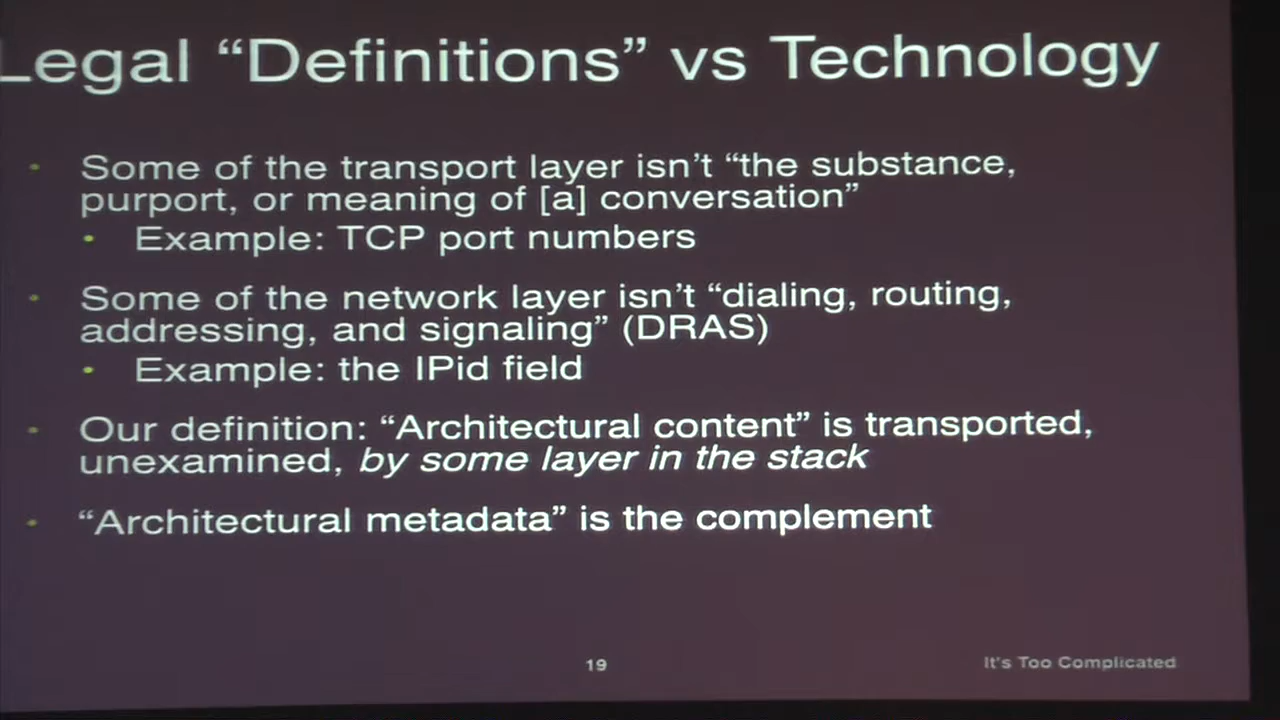 Legal “Definitions” vs Technology
• Some of the transport layer isn’t “the substance,
purport, or meaning of [a] conversation”
• Example: TCP port numbers
• Some of the network layer isn’t “dialing, routing,
addressing, and signaling” (DRAS)
• Example: the IPid field
• Our definition: “Architectural content” is transported,
unexamined, by some layer in the stack
• “Architectural metadata” is the complement
19
It's Too Complicated